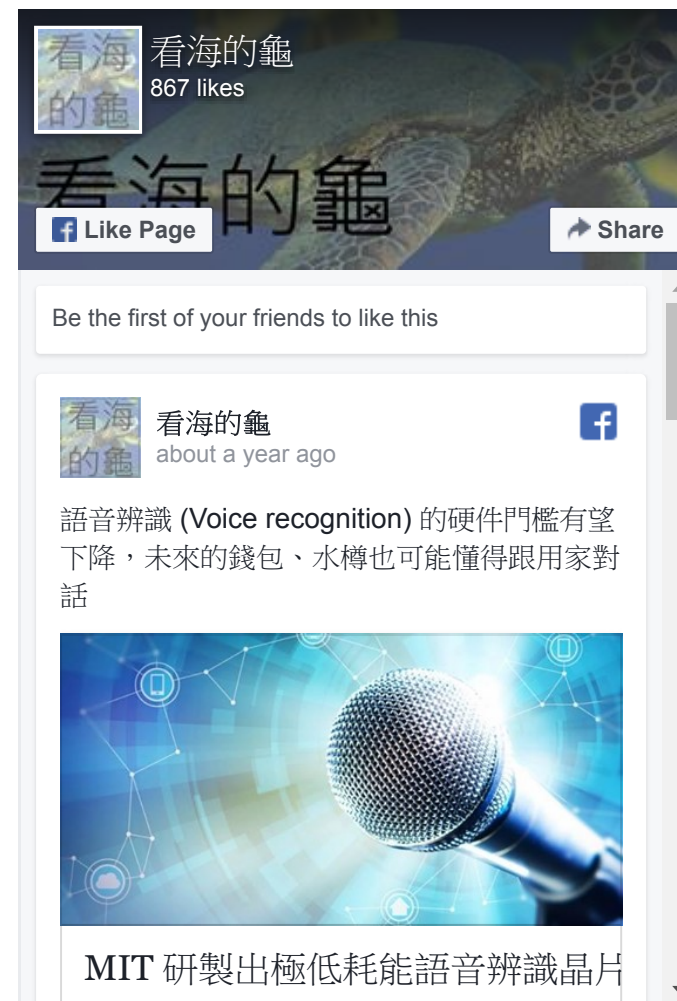 看海
的龜
看海的龜
867 likes
看海的龜
Like Page
Share
Be the first of your friends to like this
看海
的龜
看海的龜
about a year ago
語音辨識 (Voice recognition) 的硬件門檻有望
下降，未來的錢包、水樽也可能懂得跟用家對
話
MIT 研製出極低耗能語音辨識晶片